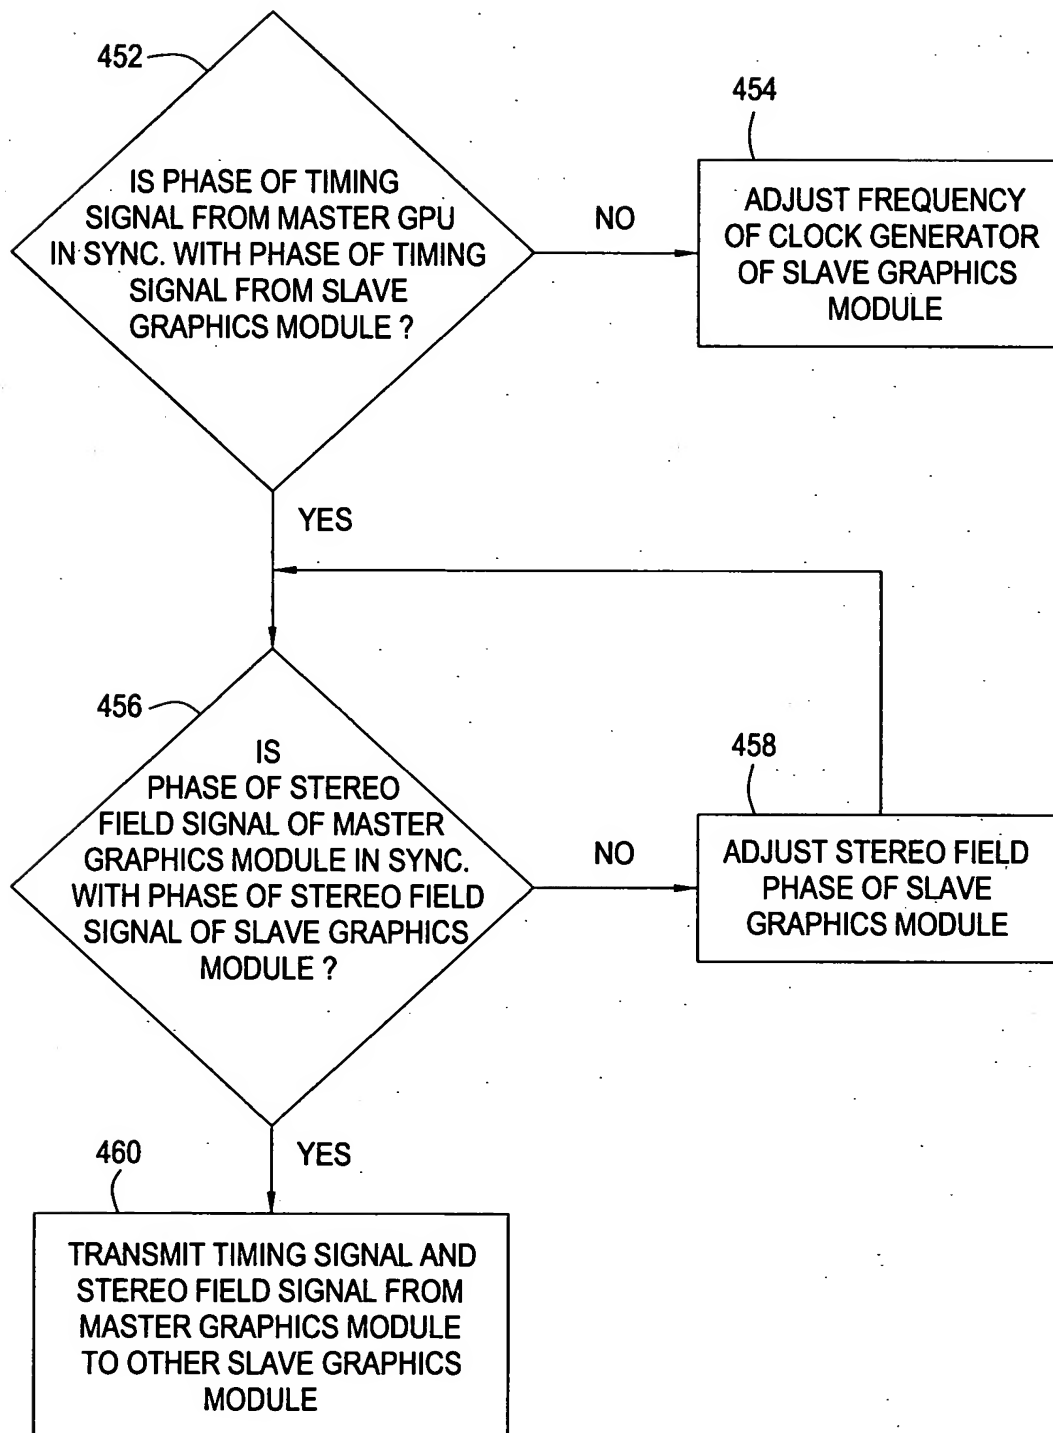 452
IS PHASE OF TIMING
SIGNAL FROM MASTER GPU
IN SYNC. WITH PHASE OF TIMING
SIGNAL FROM SLAVE
GRAPHICS MODULE ?
NO
454
ADJUST FREQUENCY
OF CLOCK GENERATOR
OF SLAVE GRAPHICS
MODULE
YES
456
IS
PHASE OF STEREO
FIELD SIGNAL OF MASTER
GRAPHICS MODULE IN SYNC.
WITH PHASE OF STEREO FIELD
SIGNAL OF SLAVE GRAPHICS
MODULE ?
NO
458
ADJUST STEREO FIELD
PHASE OF SLAVE
GRAPHICS MODULE
YES
460
TRANSMIT TIMING SIGNAL AND
STEREO FIELD SIGNAL FROM
MASTER GRAPHICS MODULE
TO OTHER SLAVE GRAPHICS
MODULE